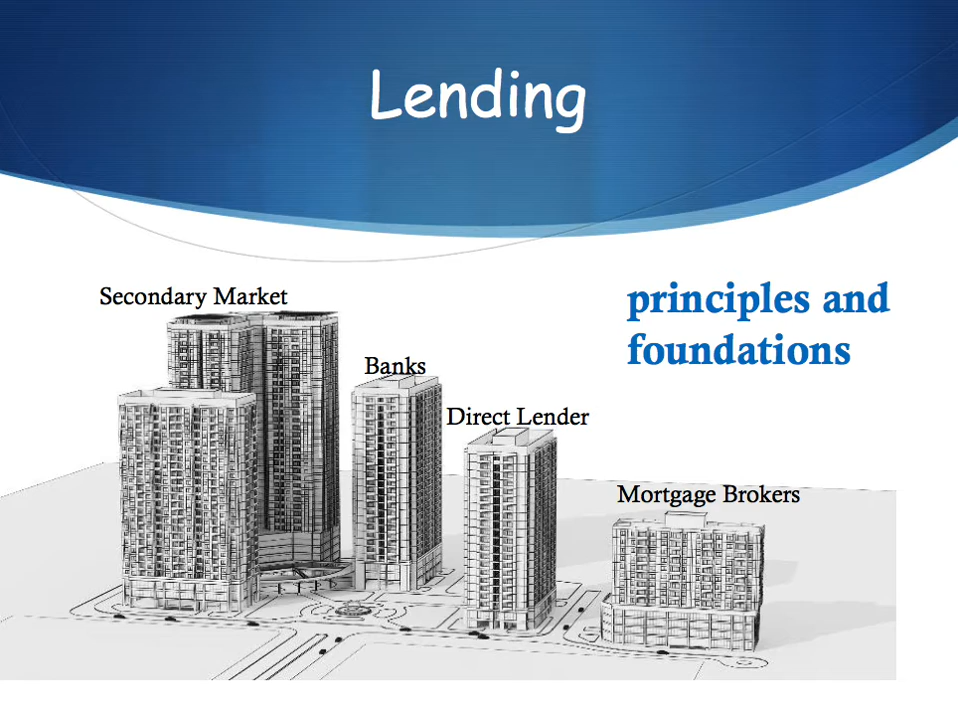 Lending
principles and
foundations
Secondary Market
Banks
Direct Lender
Mortgage Brokers